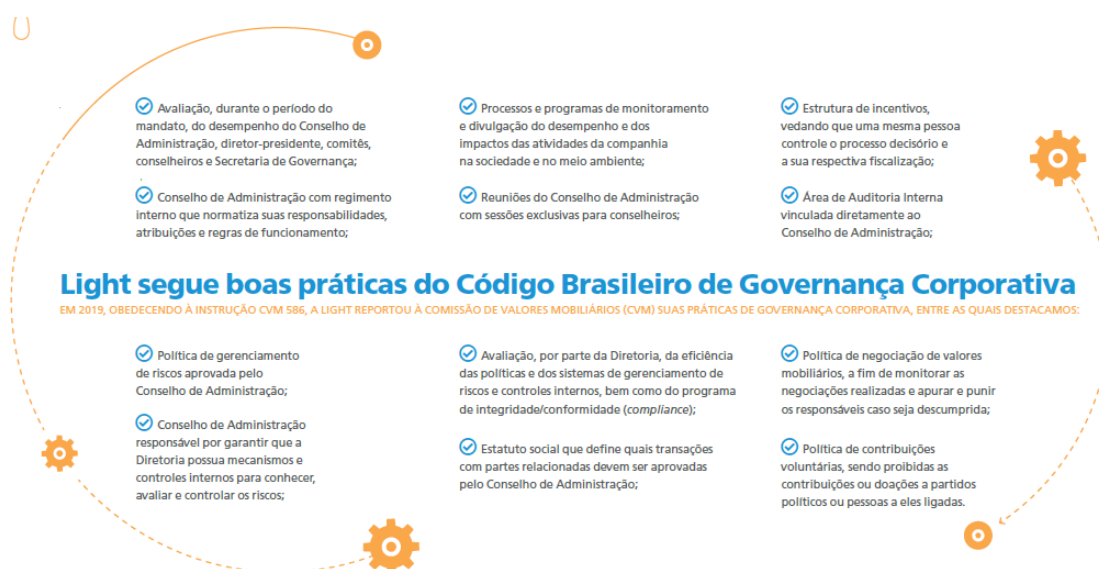 Avaliação, durante o período do
mandato, do desempenho do Conselho de
Administração, diretor-presidente, comitês,
conselheiros e Secretaria de Governança;
Conselho de Administração com regimento
interno que normatiza suas responsabilidades,
atribuições e regras de funcionamento;
Processos e programas de monitoramento
e divulgação do desempenho e dos
impactos das atividades da companhia
na sociedade e no meio ambiente;
Reuniões do Conselho de Administração
com sessões exclusivas para conselheiros;
Estrutura de incentivos,
vedando que uma mesma pessoa
controle o processo decisório e
a sua respectiva fiscalização;
Área de Auditoria Interna
vinculada diretamente ao
Conselho de Administração;
Light segue boas práticas do Código Brasileiro de Governança Corporativa
EM 2019, OBEDECENDO À INSTRUÇÃO CVM 586, A LIGHT REPORTOU À COMISSÃO DE VALORES MOBILIÁRIOS (CVM) SUAS PRÁTICAS DE GOVERNANÇA CORPORATIVA, ENTRE AS QUAIS DESTACAMOS:
Política de gerenciamento
de riscos aprovada pelo
Conselho de Administração;
Conselho de Administração
responsável por garantir que a
Diretoria possua mecanismos e
controles internos para conhecer,
avaliar e controlar os riscos;
Avaliação, por parte da Diretoria, da eficiência
das políticas e dos sistemas de gerenciamento de
riscos e controles internos, bem como do programa
de integridade/conformidade (compliance);
Estatuto social que define quais transações
com partes relacionadas devem ser aprovadas
pelo Conselho de Administração;
Política de negociação de valores
mobiliários, a fim de monitorar as
negociações realizadas e apurar e punir
os responsáveis caso seja descumprida;
Política de contribuições
voluntárias, sendo proibidas as
contribuições ou doações a partidos
políticos ou pessoas a eles ligadas.